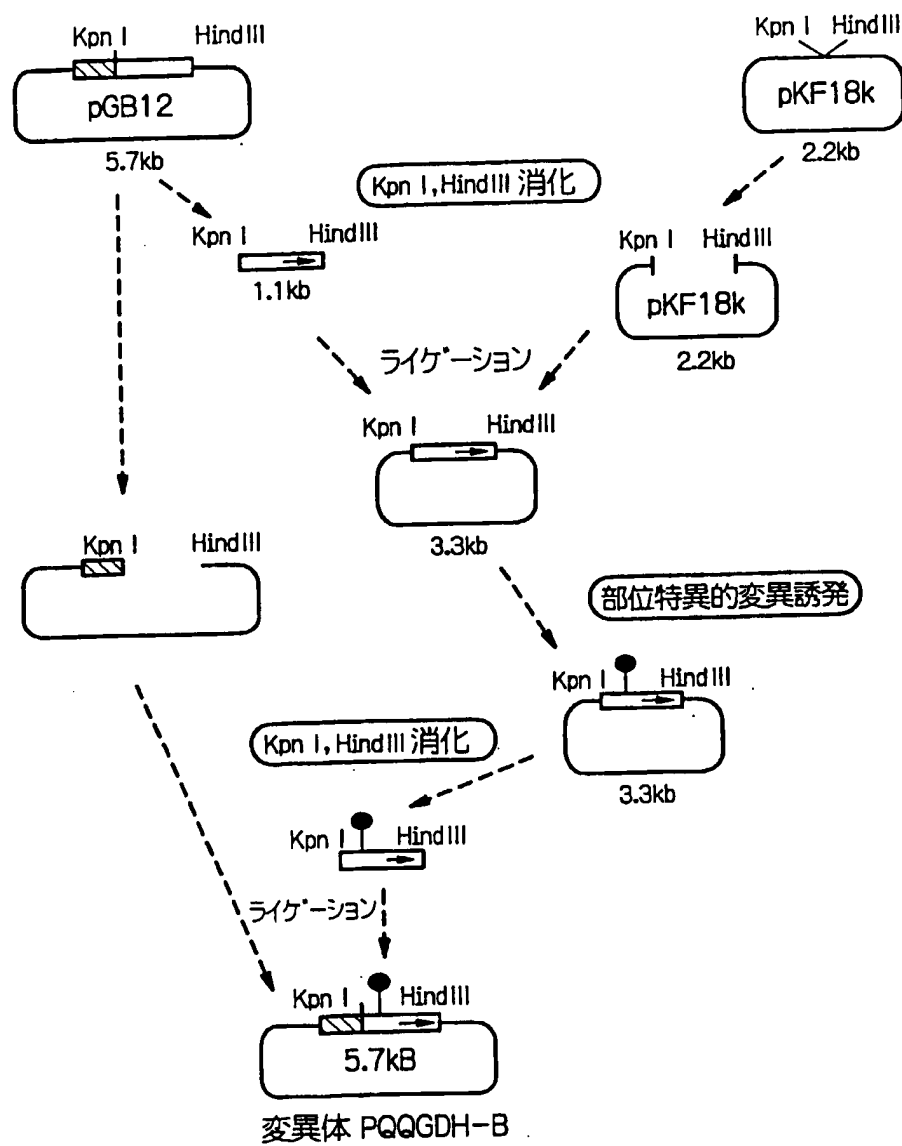 Kpn I HindIII
pGB12
5.7kb
Kpn I HindIII
pKF18k
2.2kb
Kpn I, HindIII 消化
Kpn I HindIII
1.1kb
Kpn I HindIII
pKF18k
2.2kb
ライゲーション
Kpn I HindIII
3.3kb
Kpn I HindIII
部位特異的変異誘発
Kpn I HindIII
3.3kb
Kpn I, HindIII 消化
Kpn I HindIII
ライゲーション
Kpn I HindIII
5.7kB
変異体 PQQGDH-B